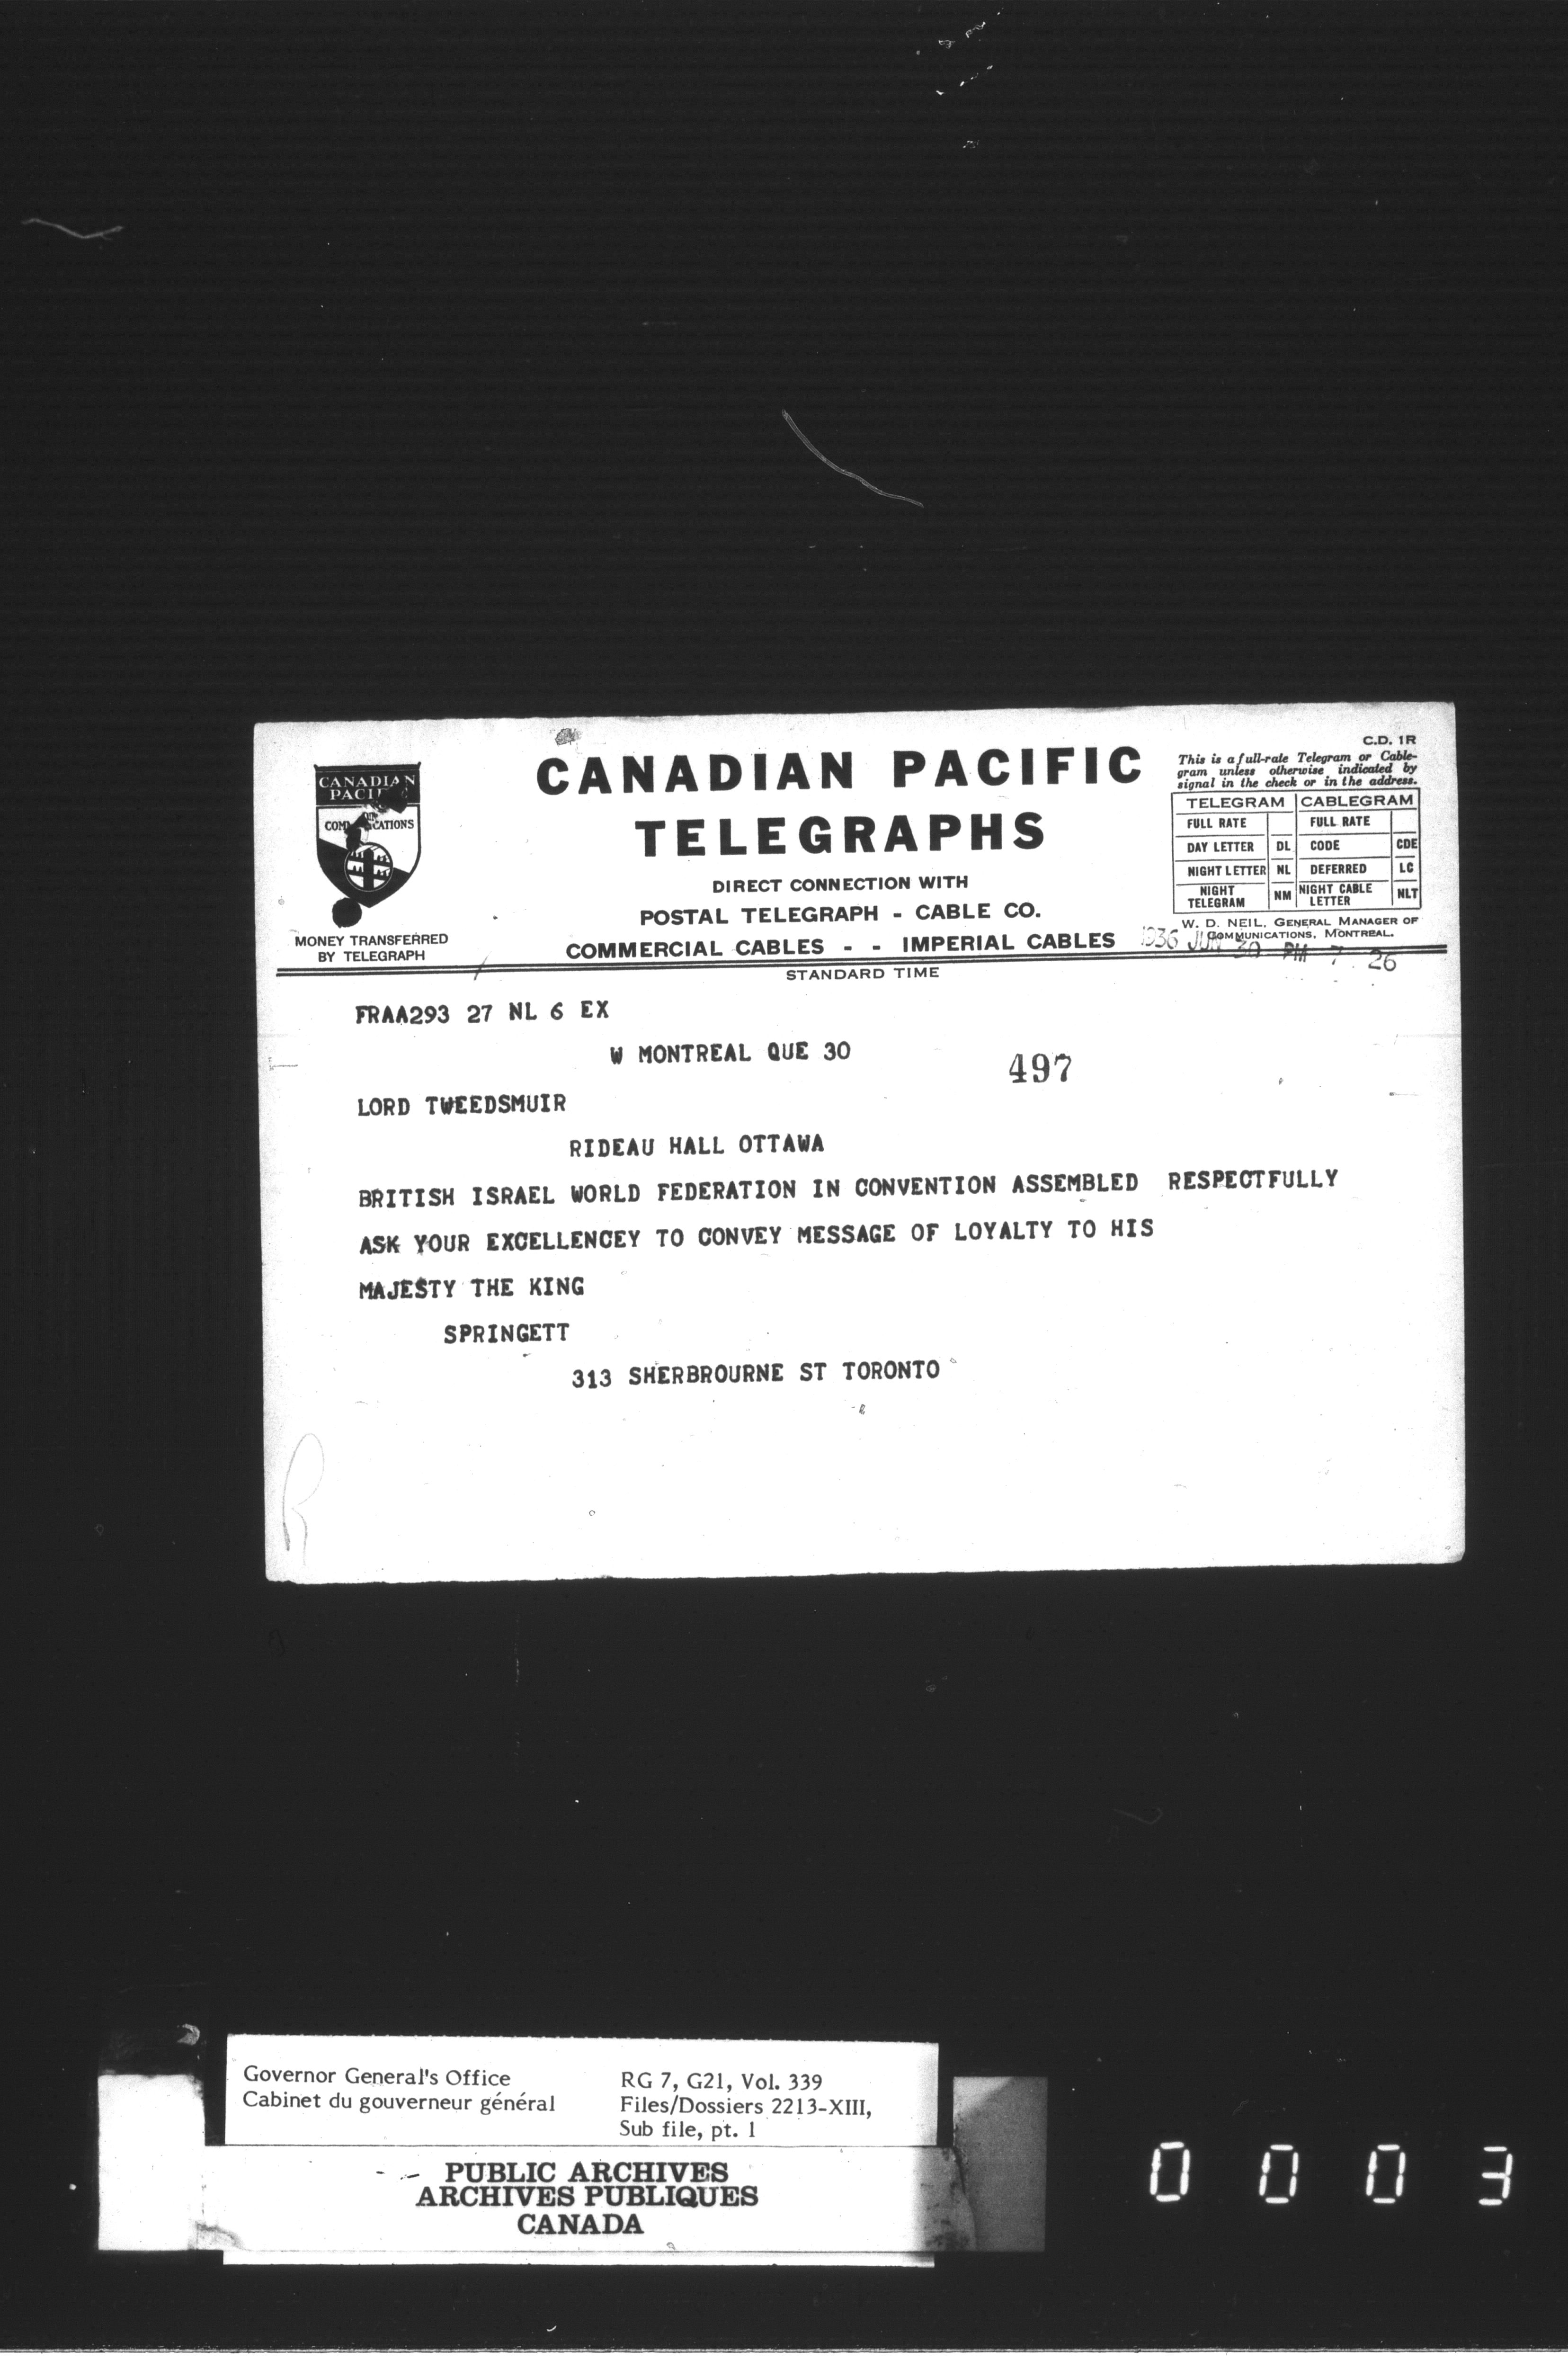 C.D. 1R
CANADIAN PACIFIC
TELEGRAPHS
DIRECT CONNECTION WITH
POSTAL TELEGRAPH - CABLE CO.
COMMERCIAL CABLES - - IMPERIAL CABLES
CANADIAN
PACIFIC
COMMUNICATIONS
MONEY TRANSFERRED
BY TELEGRAPH
This is a full-rate Telegram or Cable-
gram unless otherwise indicated by
signal in the check or in the address.
TELEGRAM CABLEGRAM
FULL RATE FULL RATE
DAY LETTER DL CODE CDE
NIGHT LETTER NL DEFERRED LC
NIGHT TELEGRAM NM NIGHT CABLE LETTER NLT
W. D. NEIL, GENERAL MANAGER OF
COMMUNICATIONS, MONTREAL.
1936 JUN 30 PM 7 26
STANDARD TIME
FRAA293 27 NL 6 EX
W MONTREAL QUE 30
497
LORD TWEEDSMUIR
RIDEAU HALL OTTAWA
BRITISH ISRAEL WORLD FEDERATION IN CONVENTION ASSEMBLED RESPECTFULLY
ASK YOUR EXCELLENCEY TO CONVEY MESSAGE OF LOYALTY TO HIS
MAJESTY THE KING
SPRINGETT
313 SHERBROURNE ST TORONTO
Governor General's Office
Cabinet du gouverneur général
RG 7, G21, Vol. 339
Files/Dossiers 2213-XIII,
Sub file, pt. 1
PUBLIC ARCHIVES
ARCHIVES PUBLIQUES
CANADA
0003